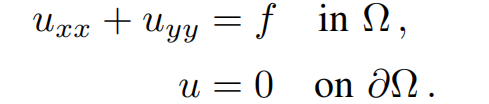 u_{xx} + u_{yy} = f in Ω ,
u = 0 on ∂Ω .